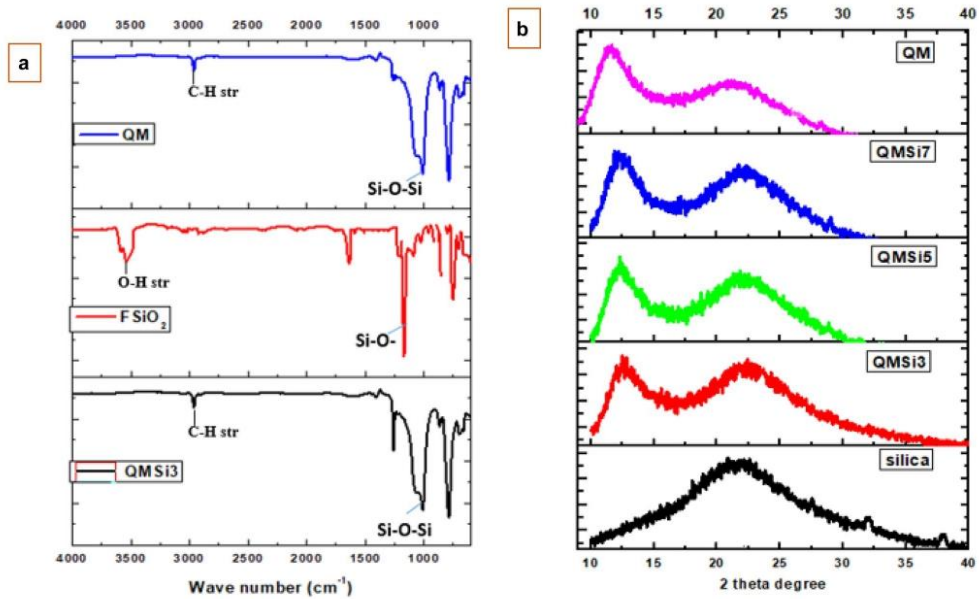 a
4000 3500 3000 2500 2000 1500 1000
C-H str
QM
Si-O-Si
O-H str
F SiO₂
Si-O-
C-H str
QMSi3
Si-O-Si
4000 3500 3000 2500 2000 1500 1000
Wave number (cm⁻¹)
b
10 15 20 25 30 35 40
QM
QMSi7
QMSi5
QMSi3
silica
10 15 20 25 30 35 40
2 theta degree